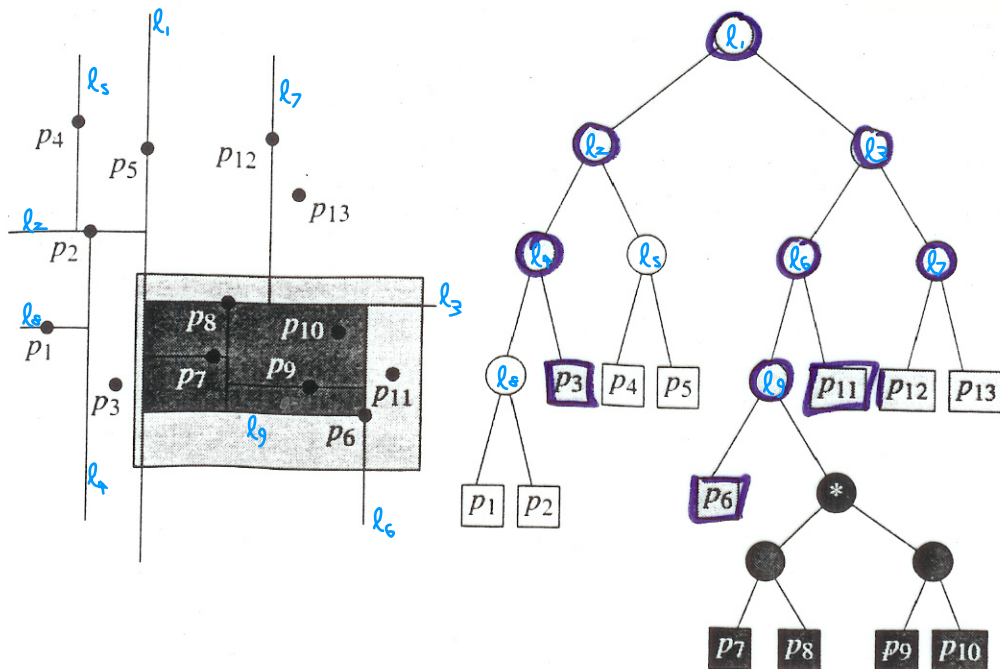 l₁
l₅
l₇
p₄
p₅
p₁₂
p₁₃
l₂
p₂
l₃
l₈
p₁
p₈
p₁₀
p₇
p₉
p₁₁
p₃
l₉
p₆
l₄
l₆
l₁
l₂
l₃
l₄
l₅
l₆
l₇
l₈
p₃
p₄
p₅
l₉
p₁₁
p₁₂
p₁₃
p₁
p₂
p₆
*
p₇
p₈
p₉
p₁₀